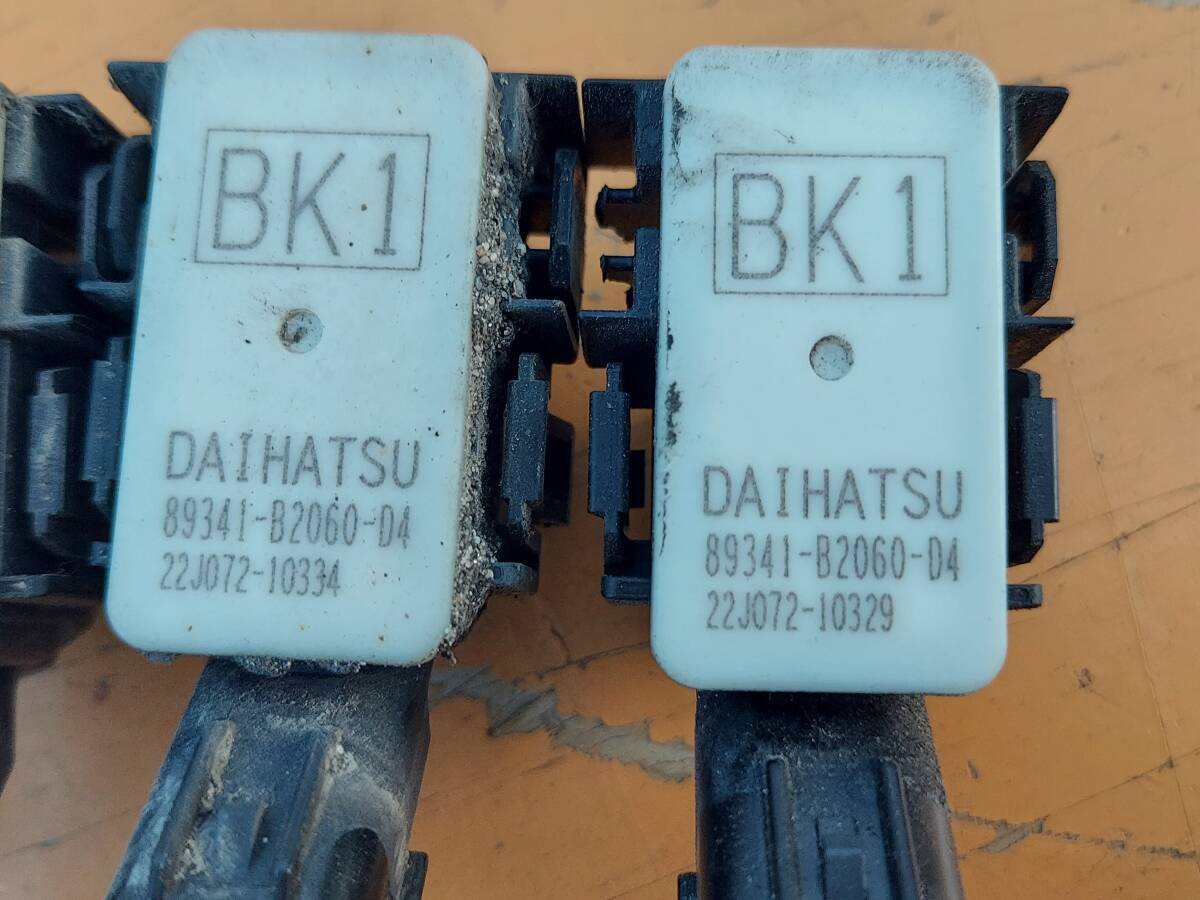 BK1
DAIHATSU
89341-B2060-D4
22J072-10334
BK1
DAIHATSU
89341-B2060-D4
22J072-10329